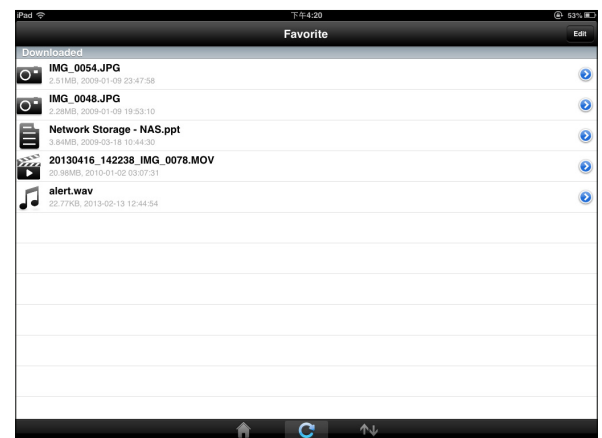 iPad 下午4:20 53%
Favorite Edit
Downloaded
IMG_0054.JPG
2.51MB, 2009-01-09 23:47:58
IMG_0048.JPG
2.28MB, 2009-01-09 19:53:10
Network Storage - NAS.ppt
3.84MB, 2009-03-18 10:44:30
20130416_142238_IMG_0078.MOV
20.98MB, 2010-01-02 03:07:31
alert.wav
22.77KB, 2013-02-13 12:44:54